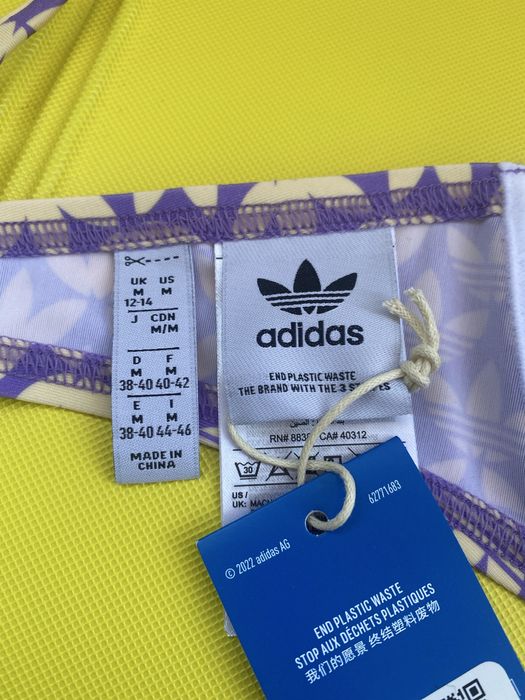 UK US
M M
12-14
J CDN
M/M
D F
M M
38-40 40-42
E I
M M
38-40 44-46
MADE IN
CHINA
adidas
END PLASTIC WASTE
THE BRAND WITH THE 3
RN# CA# 40312
30
US /
UK:
62771683
© 2022 adidas AG
END PLASTIC WASTE
STOP AUX DÉCHETS PLASTIQUES
我们的愿景 终结塑料废物